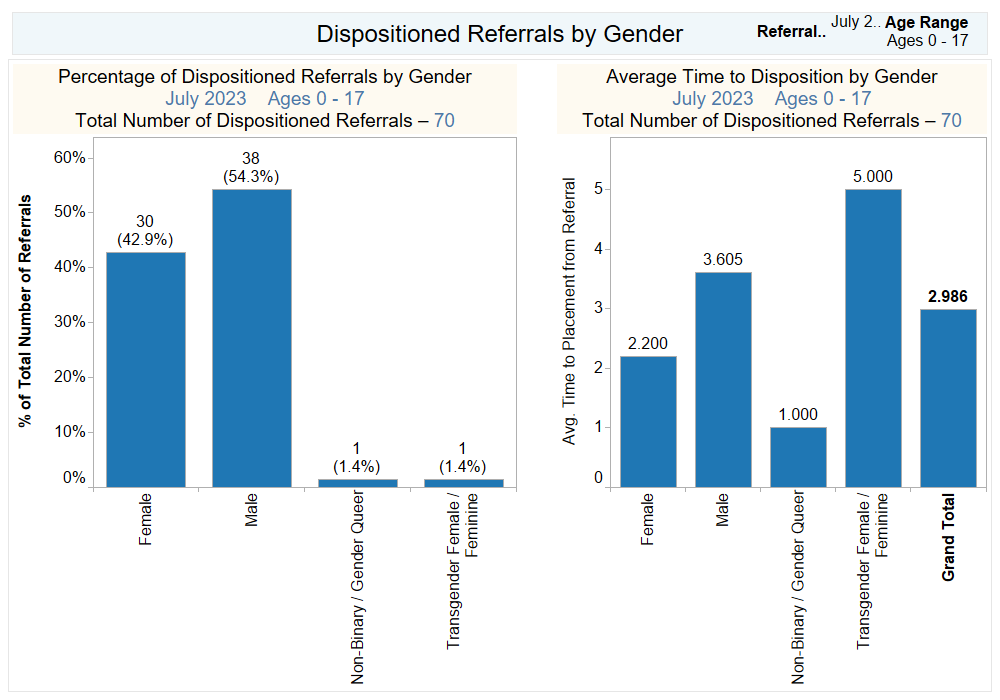 Dispositioned Referrals by Gender
Referral..
July 2..
Age Range
Ages 0 - 17
Percentage of Dispositioned Referrals by Gender
July 2023 Ages 0 - 17
Total Number of Dispositioned Referrals – 70
% of Total Number of Referrals
60%
50%
40%
30%
20%
10%
0%
30
(42.9%)
38
(54.3%)
1
(1.4%)
1
(1.4%)
Female
Male
Non-Binary / Gender Queer
Transgender Female /
Feminine
Average Time to Disposition by Gender
July 2023 Ages 0 - 17
Total Number of Dispositioned Referrals – 70
Avg. Time to Placement from Referral
5
4
3
2
1
0
2.200
3.605
1.000
5.000
2.986
Female
Male
Non-Binary / Gender Queer
Transgender Female /
Feminine
Grand Total